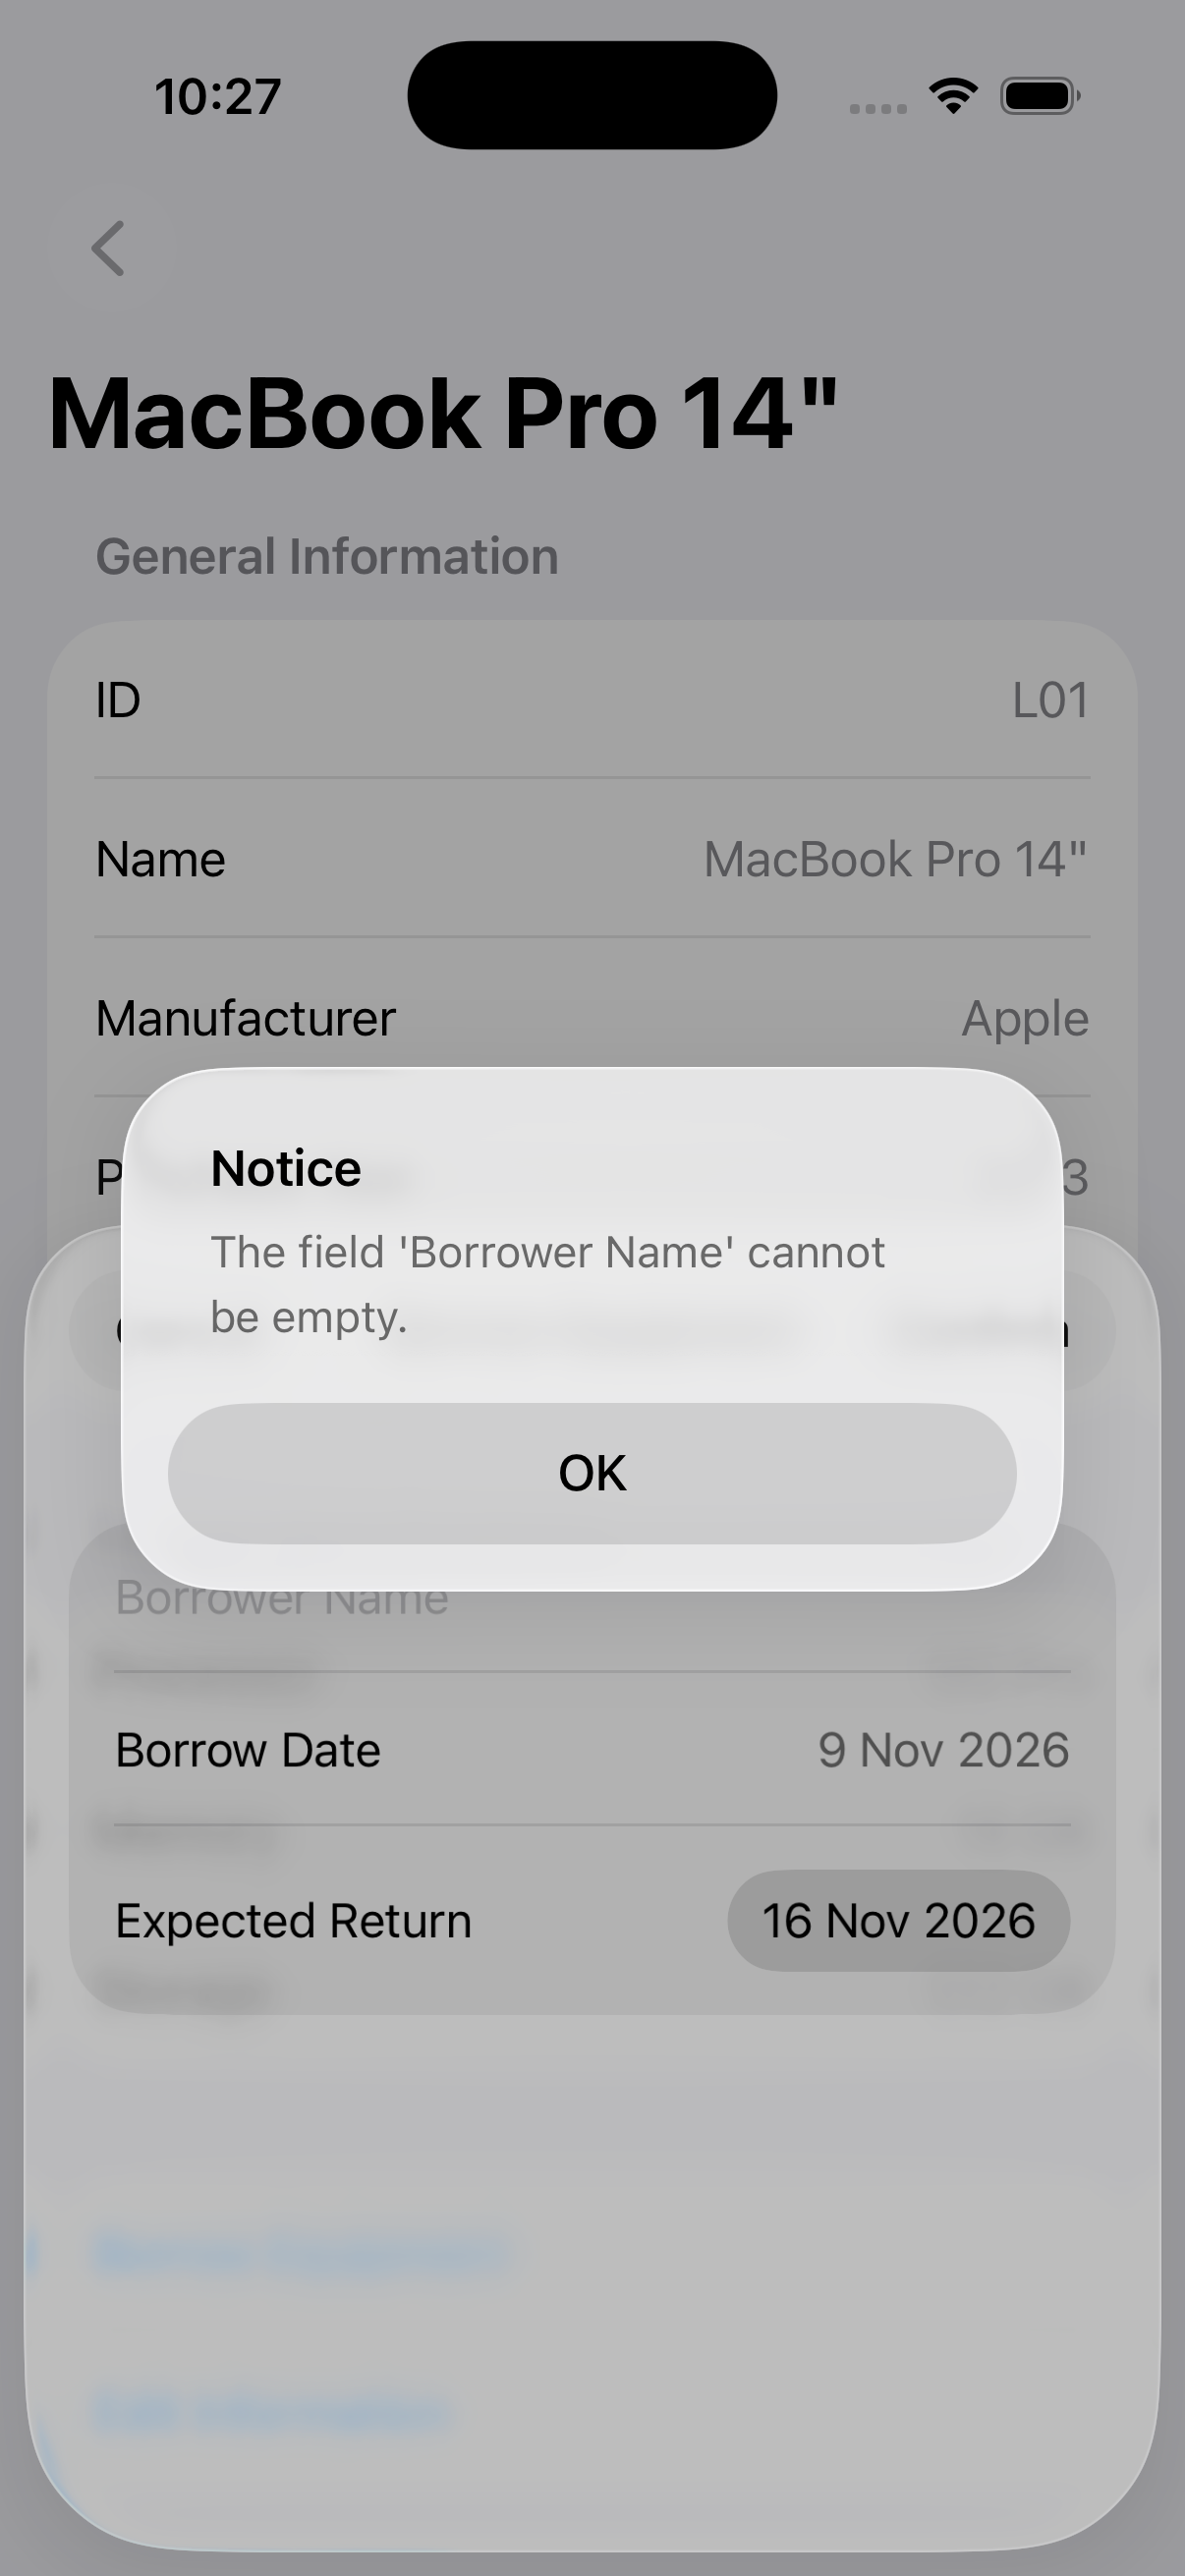 10:27
MacBook Pro 14"
General Information
ID L01
Name MacBook Pro 14"
Manufacturer Apple
Notice
The field 'Borrower Name' cannot
be empty.
OK
Borrower Name
Borrow Date 9 Nov 2026
Expected Return 16 Nov 2026